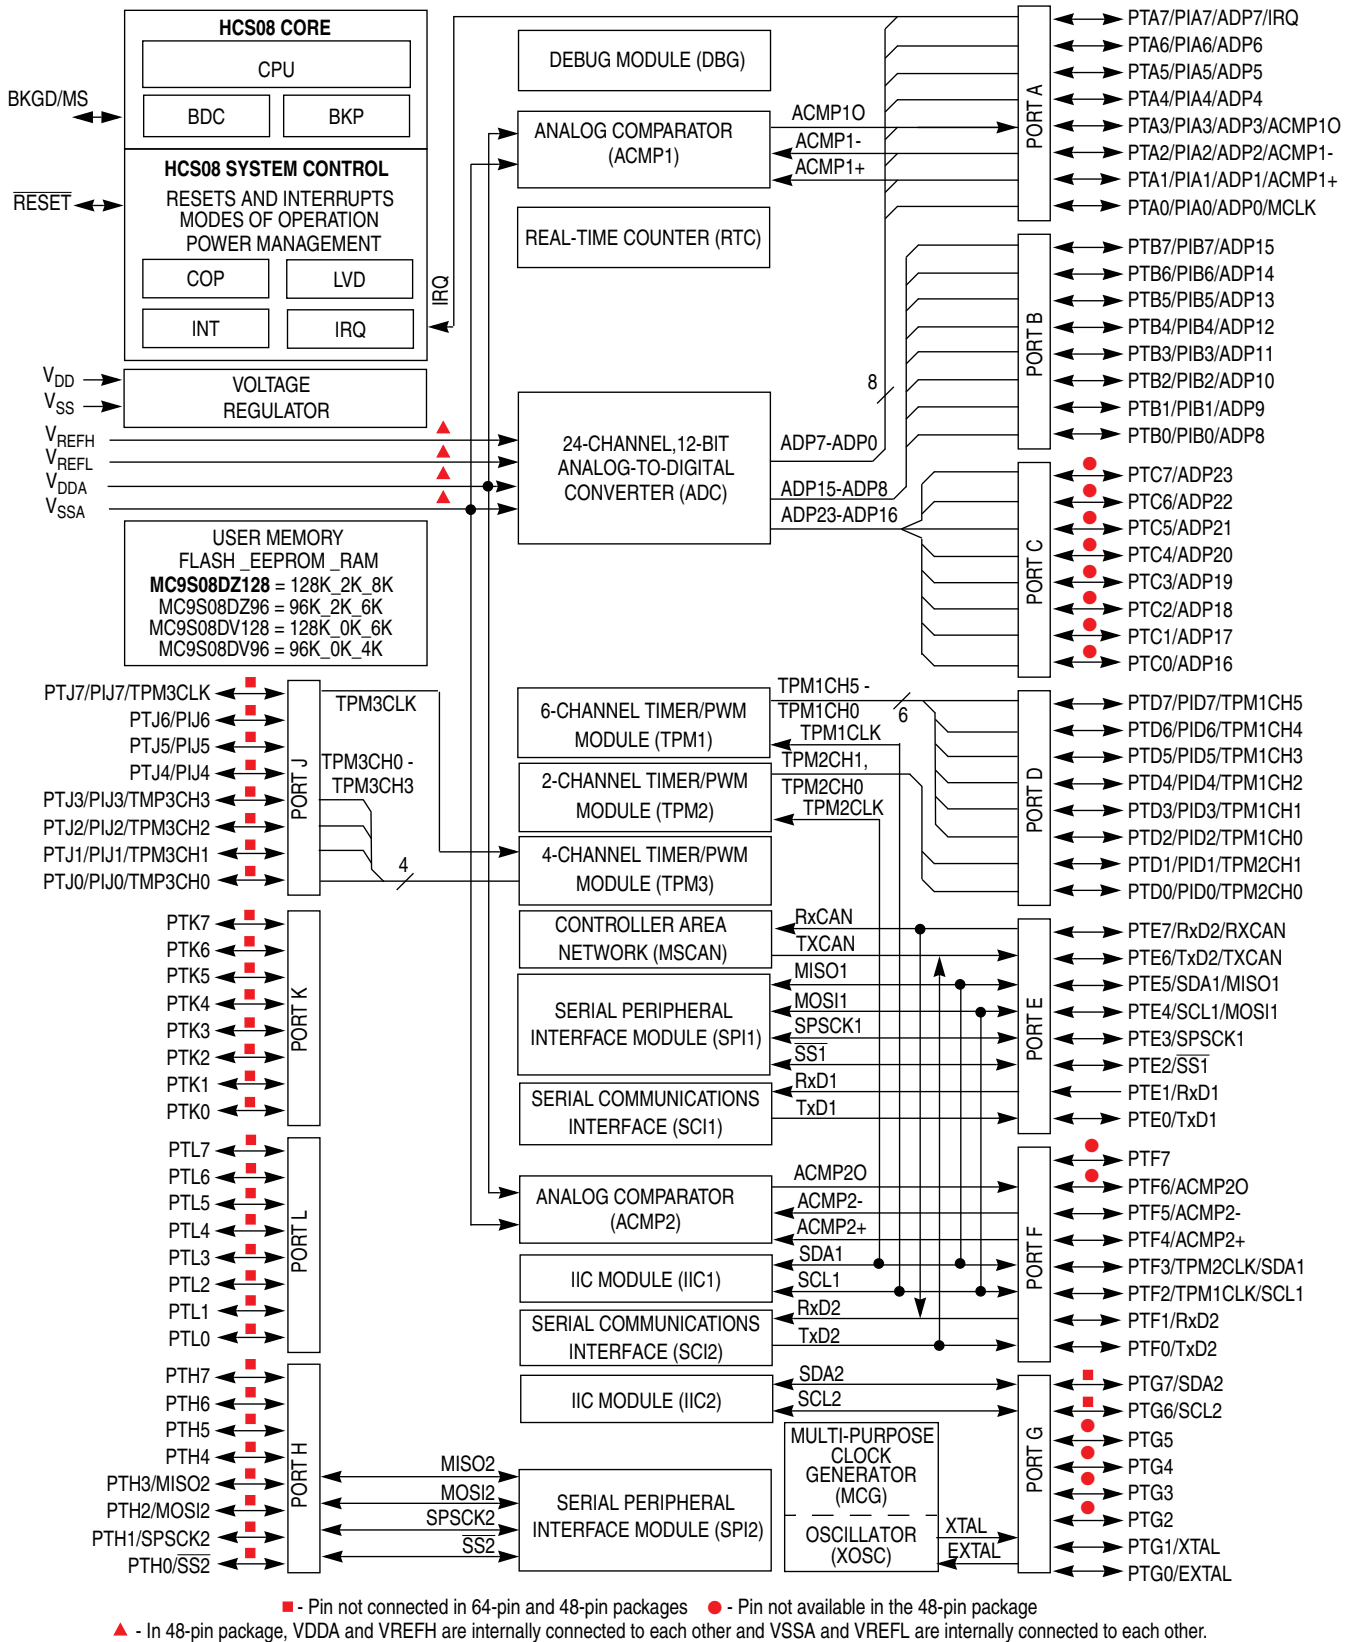 HCS08 CORE
CPU
BDC
BKP
BKGD/MS
HCS08 SYSTEM CONTROL
RESETS AND INTERRUPTS
MODES OF OPERATION
POWER MANAGEMENT
COP
LVD
INT
IRQ
RESET
IRQ
VDD
VSS
VOLTAGE
REGULATOR
VREFH
VREFL
VDDA
VSSA
USER MEMORY
FLASH _EEPROM _RAM
MC9S08DZ128 = 128K_2K_8K
MC9S08DZ96 = 96K_2K_6K
MC9S08DV128 = 128K_0K_6K
MC9S08DV96 = 96K_0K_4K
DEBUG MODULE (DBG)
ANALOG COMPARATOR
(ACMP1)
ACMP1O
ACMP1-
ACMP1+
REAL-TIME COUNTER (RTC)
24-CHANNEL,12-BIT
ANALOG-TO-DIGITAL
CONVERTER (ADC)
8
ADP7-ADP0
ADP15-ADP8
ADP23-ADP16
PORT A
PTA7/PIA7/ADP7/IRQ
PTA6/PIA6/ADP6
PTA5/PIA5/ADP5
PTA4/PIA4/ADP4
PTA3/PIA3/ADP3/ACMP1O
PTA2/PIA2/ADP2/ACMP1-
PTA1/PIA1/ADP1/ACMP1+
PTA0/PIA0/ADP0/MCLK
PORT B
PTB7/PIB7/ADP15
PTB6/PIB6/ADP14
PTB5/PIB5/ADP13
PTB4/PIB4/ADP12
PTB3/PIB3/ADP11
PTB2/PIB2/ADP10
PTB1/PIB1/ADP9
PTB0/PIB0/ADP8
PORT C
PTC7/ADP23
PTC6/ADP22
PTC5/ADP21
PTC4/ADP20
PTC3/ADP19
PTC2/ADP18
PTC1/ADP17
PTC0/ADP16
PTJ7/PIJ7/TPM3CLK
PTJ6/PIJ6
PTJ5/PIJ5
PTJ4/PIJ4
PTJ3/PIJ3/TMP3CH3
PTJ2/PIJ2/TPM3CH2
PTJ1/PIJ1/TPM3CH1
PTJ0/PIJ0/TMP3CH0
PORT J
TPM3CLK
TPM3CH0 -
TPM3CH3
4
6-CHANNEL TIMER/PWM
MODULE (TPM1)
TPM1CH5 -
TPM1CH0
6
TPM1CLK
2-CHANNEL TIMER/PWM
MODULE (TPM2)
TPM2CH1,
TPM2CH0
TPM2CLK
4-CHANNEL TIMER/PWM
MODULE (TPM3)
PORT D
PTD7/PID7/TPM1CH5
PTD6/PID6/TPM1CH4
PTD5/PID5/TPM1CH3
PTD4/PID4/TPM1CH2
PTD3/PID3/TPM1CH1
PTD2/PID2/TPM1CH0
PTD1/PID1/TPM2CH1
PTD0/PID0/TPM2CH0
PTK7
PTK6
PTK5
PTK4
PTK3
PTK2
PTK1
PTK0
PORT K
CONTROLLER AREA
NETWORK (MSCAN)
RxCAN
TXCAN
SERIAL PERIPHERAL
INTERFACE MODULE (SPI1)
MISO1
MOSI1
SPSCK1
SS1
SERIAL COMMUNICATIONS
INTERFACE (SCI1)
RxD1
TxD1
PORT E
PTE7/RxD2/RXCAN
PTE6/TxD2/TXCAN
PTE5/SDA1/MISO1
PTE4/SCL1/MOSI1
PTE3/SPSCK1
PTE2/SS1
PTE1/RxD1
PTE0/TxD1
PTL7
PTL6
PTL5
PTL4
PTL3
PTL2
PTL1
PTL0
PORT L
ANALOG COMPARATOR
(ACMP2)
ACMP2O
ACMP2-
ACMP2+
IIC MODULE (IIC1)
SDA1
SCL1
SERIAL COMMUNICATIONS
INTERFACE (SCI2)
RxD2
TxD2
PORT F
PTF7
PTF6/ACMP2O
PTF5/ACMP2-
PTF4/ACMP2+
PTF3/TPM2CLK/SDA1
PTF2/TPM1CLK/SCL1
PTF1/RxD2
PTF0/TxD2
PTH7
PTH6
PTH5
PTH4
PTH3/MISO2
PTH2/MOSI2
PTH1/SPSCK2
PTH0/SS2
PORT H
MISO2
MOSI2
SPSCK2
SS2
IIC MODULE (IIC2)
SDA2
SCL2
SERIAL PERIPHERAL
INTERFACE MODULE (SPI2)
MULTI-PURPOSE
CLOCK
GENERATOR
(MCG)
OSCILLATOR
(XOSC)
XTAL
EXTAL
PORT G
PTG7/SDA2
PTG6/SCL2
PTG5
PTG4
PTG3
PTG2
PTG1/XTAL
PTG0/EXTAL
- Pin not connected in 64-pin and 48-pin packages
- Pin not available in the 48-pin package
- In 48-pin package, VDDA and VREFH are internally connected to each other and VSSA and VREFL are internally connected to each other.